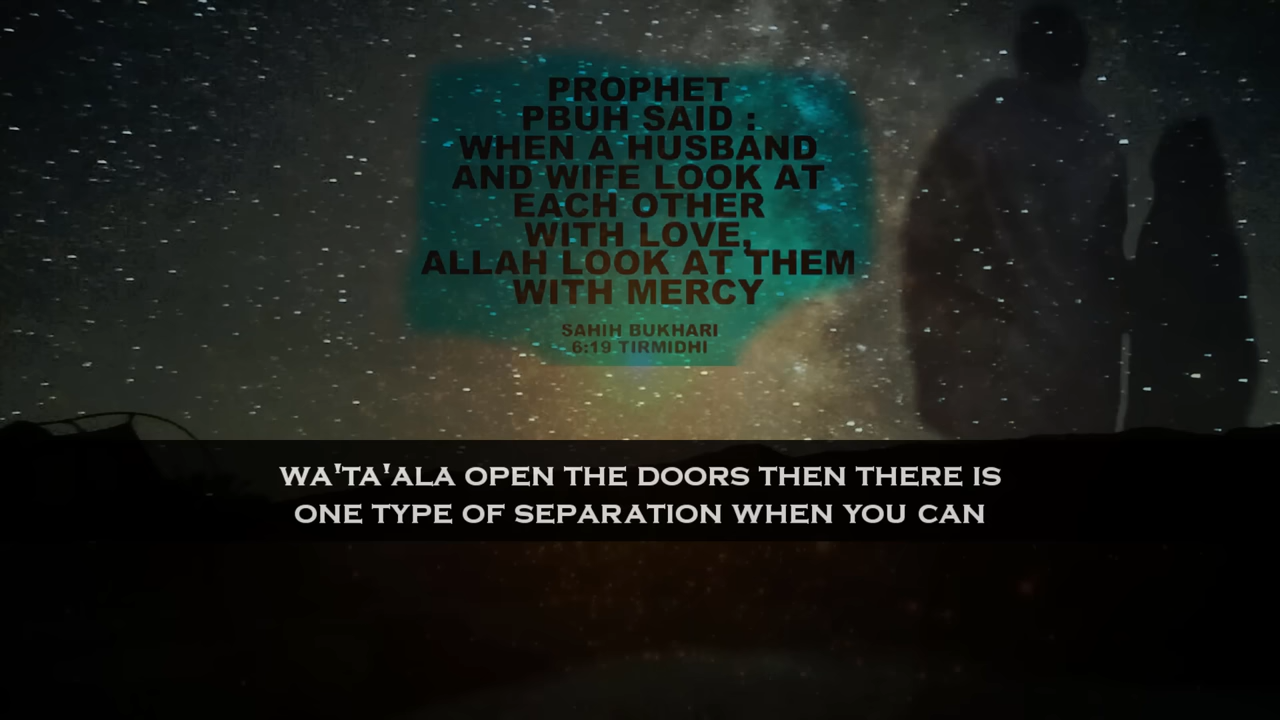 PROPHET
PBUH SAID :
WHEN A HUSBAND
AND WIFE LOOK AT
EACH OTHER
WITH LOVE,
ALLAH LOOK AT THEM
WITH MERCY
SAHIH BUKHARI
6:19 TIRMIDHI
WA'TA'ALA OPEN THE DOORS THEN THERE IS
ONE TYPE OF SEPARATION WHEN YOU CAN